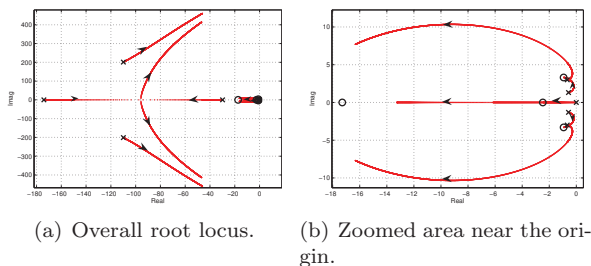 400
300
200
100
0
-100
-200
-300
-400
Imag
-180 -160 -140 -120 -100 -80 -60 -40 -20 0
Real
10
5
0
-5
-10
Imag
-16 -14 -12 -10 -8 -6 -4 -2 0
Real
(a) Overall root locus.
(b) Zoomed area near the ori-
gin.